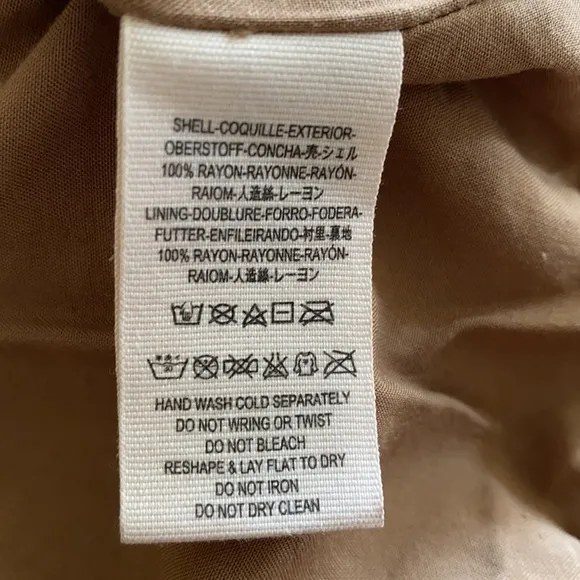 SHELL-COQUILLE-EXTERIOR-
OBERSTOFF-CONCHA-売-シェル
100% RAYON-RAYONNE-RAYÓN-
RAIOM-人造絲-レーヨン
LINING-DOUBLURE-FORRO-FODERA-
FUTTER-ENFILEIRANDO-衬里-裏地
100% RAYON-RAYONNE-RAYÓN-
RAIOM-人造絲-レーヨン
HAND WASH COLD SEPARATELY
DO NOT WRING OR TWIST
DO NOT BLEACH
RESHAPE & LAY FLAT TO DRY
DO NOT IRON
DO NOT DRY CLEAN